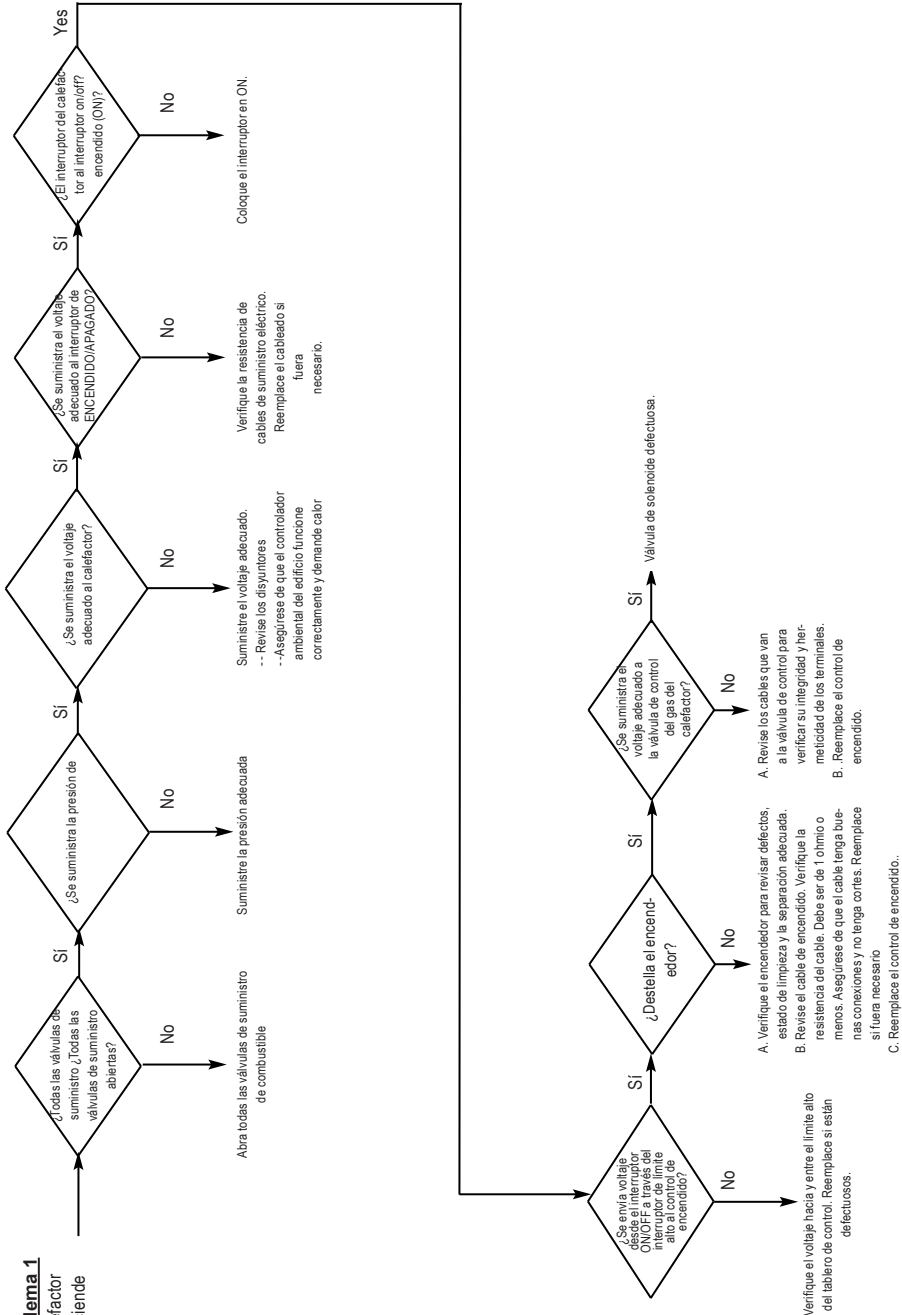 lema 1
efactor
iende
¿Todas las válvulas de
suministro ¿Todas las
válvulas de suministro
abiertas?
No
Abra todas las válvulas de suministro
de combustible
Sí
¿Se suministra la presión de
No
Suministre la presión adecuada
Sí
¿Se suministra el voltaje
adecuado al calefactor?
No
Suministre el voltaje adecuado.
- - Revise los disyuntores
- -Asegúrese de que el controlador
ambiental del edificio funcione
correctamente y demande calor
Sí
¿Se suministra el voltaje
adecuado al interruptor de
ENCENDIDO/APAGADO?
No
Verifique la resistencia de
cables de suministro eléctrico.
Reemplace el cableado si
fuera
necesario.
Sí
¿El interruptor del calefac-
tor al interruptor on/off?
encendido (ON)?
No
Coloque el interruptor en ON.
Yes
¿Se envía voltaje
desde el interruptor
ON/OFF a través del
interruptor de límite
alto al control de
encendido?
No
Verifique el voltaje hacia y entre el límite alto
del tablero de control. Reemplace si están
defectuosos.
Sí
¿Destella el encend-
edor?
No
A. Verifique el encendedor para revisar defectos,
estado de limpieza y la separación adecuada.
B. Revise el cable de encendido. Verifique la
resistencia del cable. Debe ser de 1 ohmio o
menos. Asegúrese de que el cable tenga bue-
nas conexiones y no tenga cortes. Reemplace
si fuera necesario
C. Reemplace el control de encendido..
Sí
¿Se suministra el
voltaje adecuado a
la válvula de control
del gas del
calefactor?
No
A. Revise los cables que van
a la válvula de control para
verificar su integridad y her-
meticidad de los terminales.
B. .Reemplace el control de
encendido.
Sí
Válvula de solenoide defectuosa.